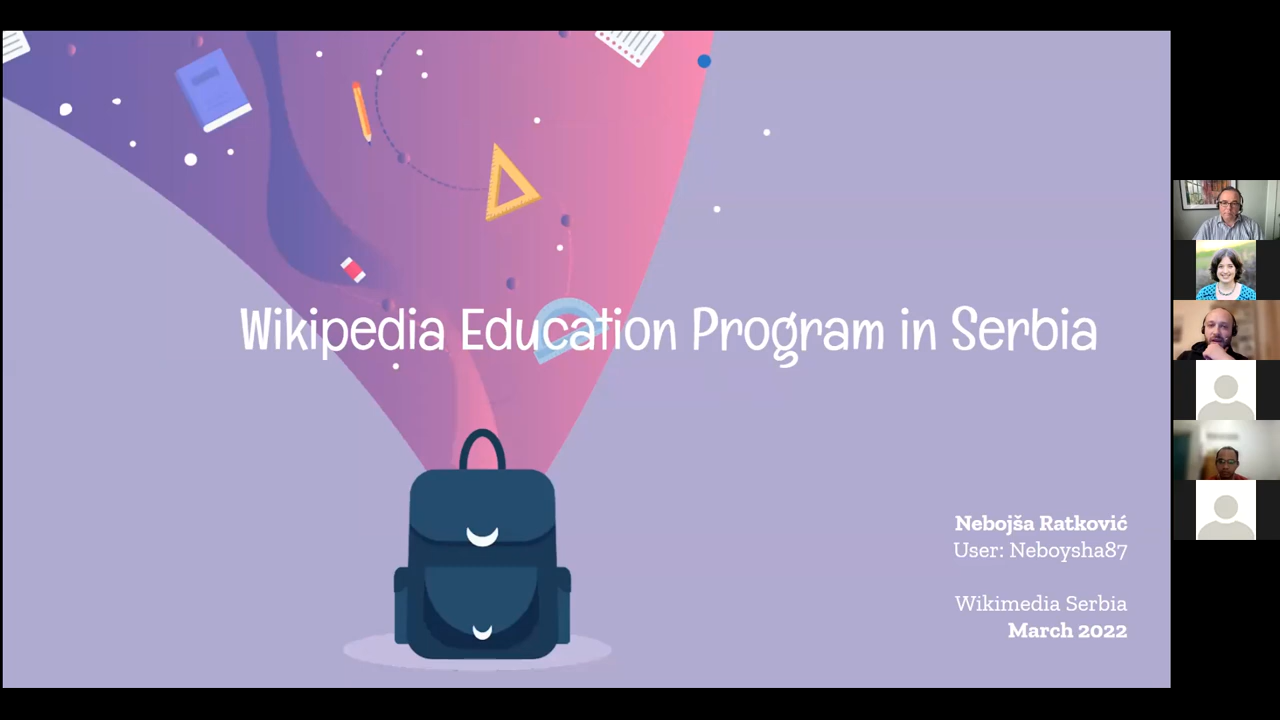 Wikipedia Education Program in Serbia
Nebojša Ratković
User: Neboysha87
Wikimedia Serbia
March 2022